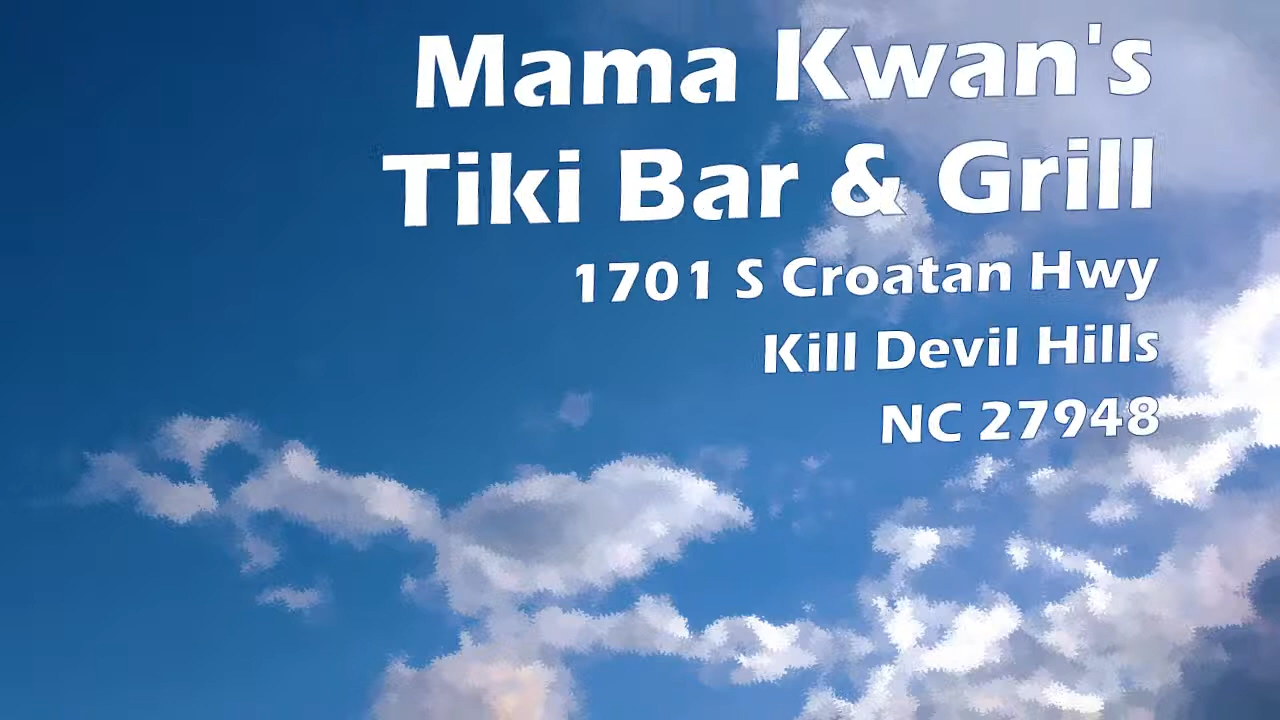 Mama Kwan's
Tiki Bar & Grill
1701 S Croatan Hwy
Kill Devil Hills
NC 27948